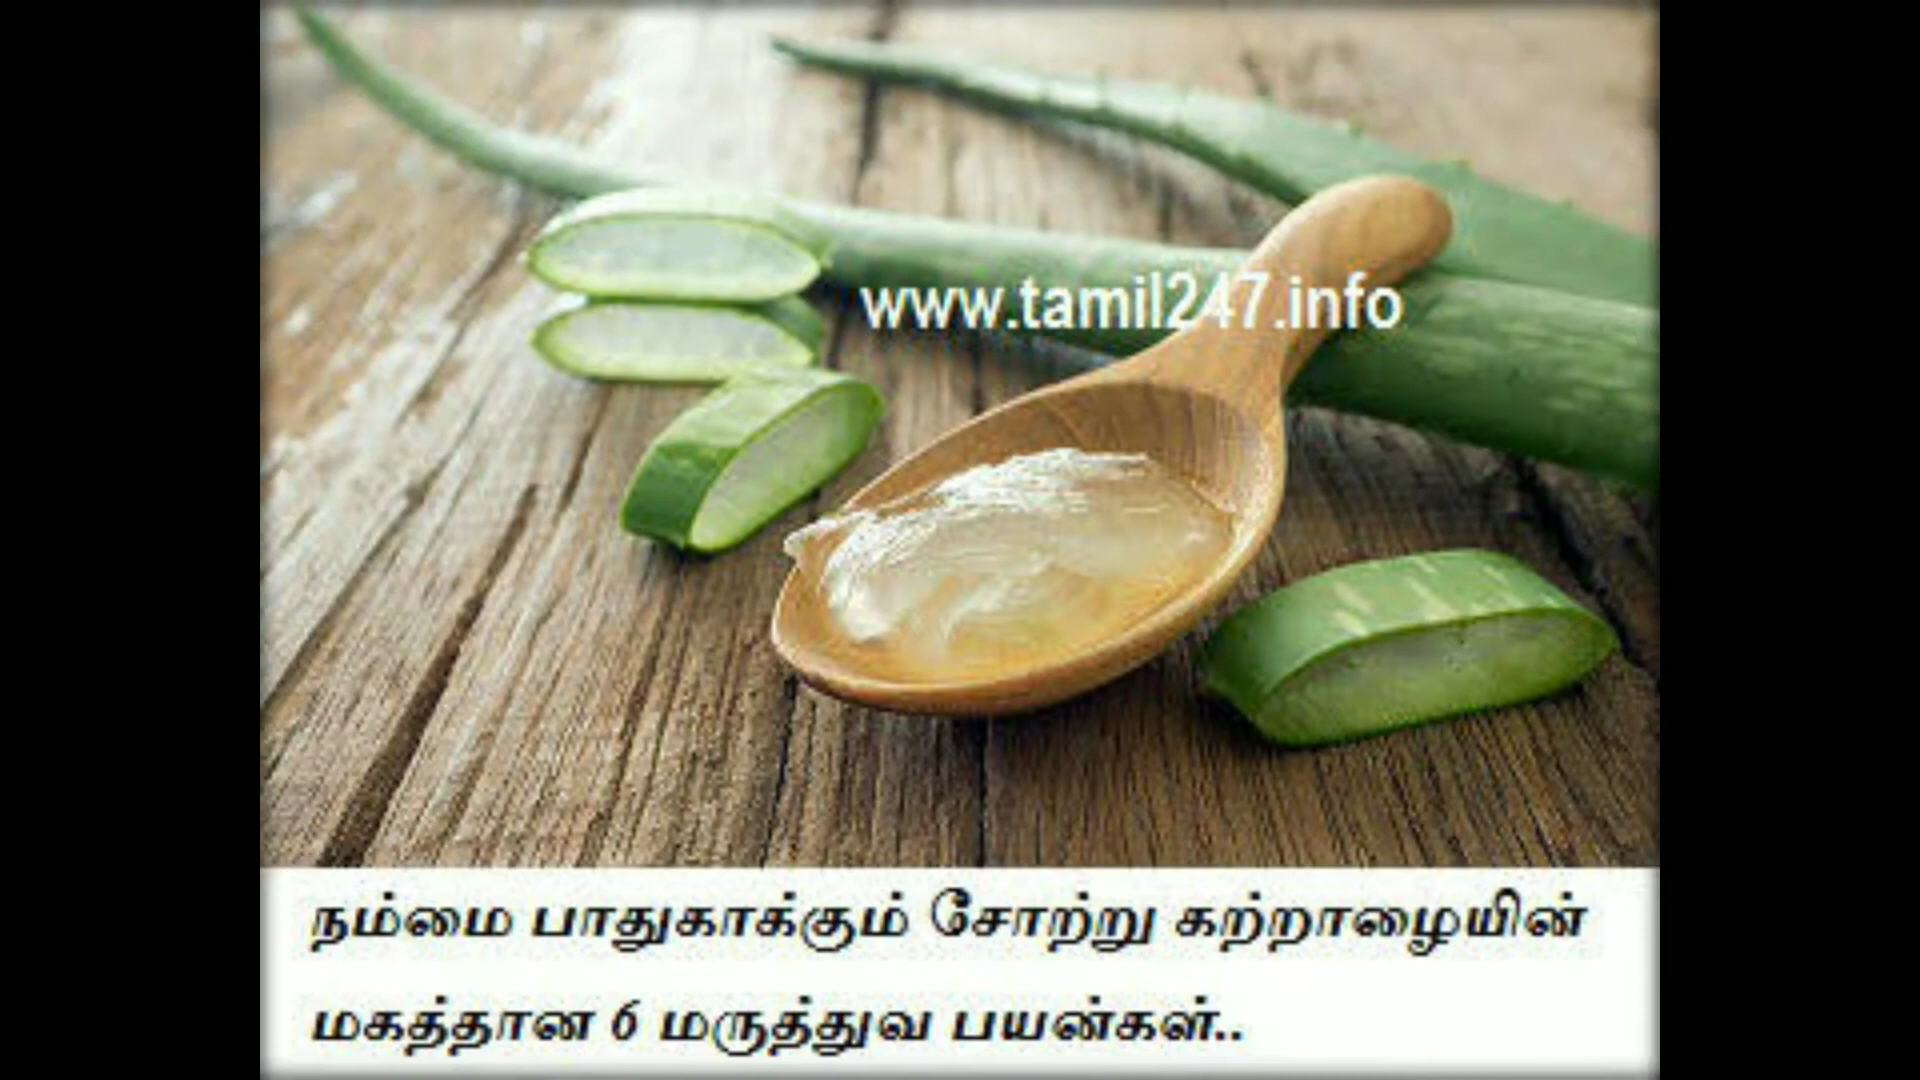 www.tamil247.info
நம்மை பாதுகாக்கும் சோற்று கற்றாழையின்
மகத்தான 6 மருத்துவ பயன்கள்..